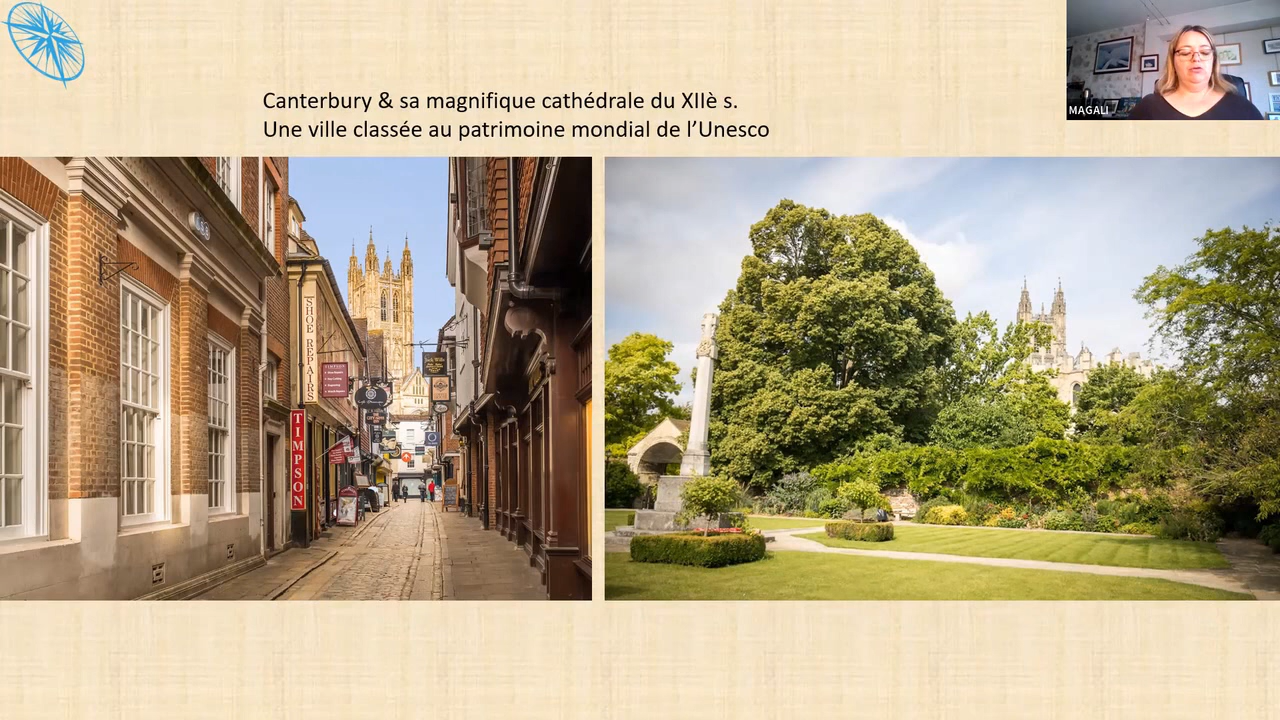 Canterbury & sa magnifique cathédrale du XIIè s.
Une ville classée au patrimoine mondial de l'Unesco
MAGALI
SHOE REPAIRS
TIMPSON